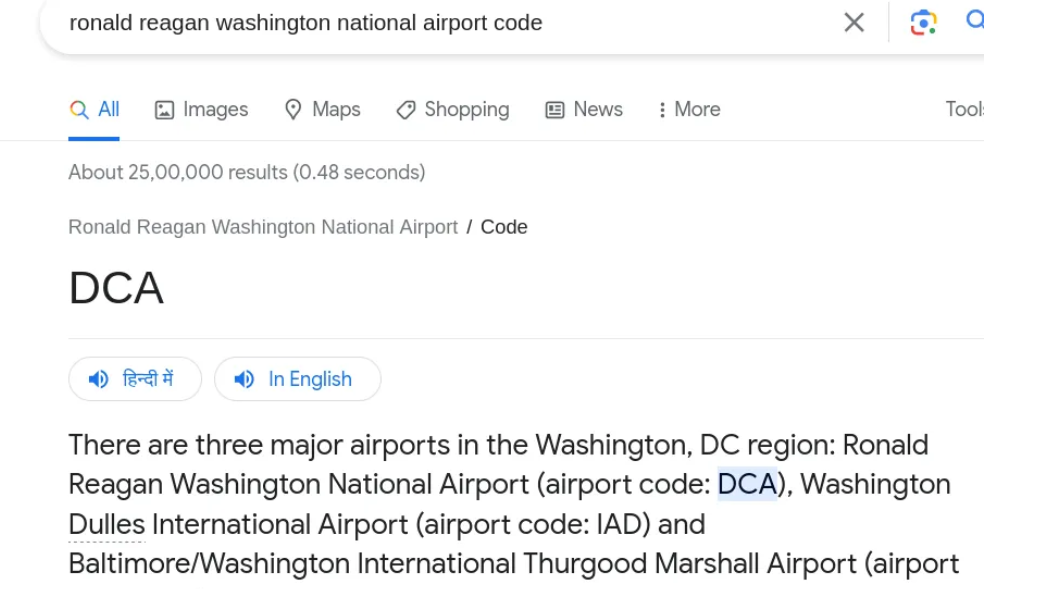 ronald reagan washington national airport code
All Images Maps Shopping News More
About 25,00,000 results (0.48 seconds)
Ronald Reagan Washington National Airport / Code
DCA
हिन्दी में In English
There are three major airports in the Washington, DC region: Ronald
Reagan Washington National Airport (airport code: DCA), Washington
Dulles International Airport (airport code: IAD) and
Baltimore/Washington International Thurgood Marshall Airport (airport